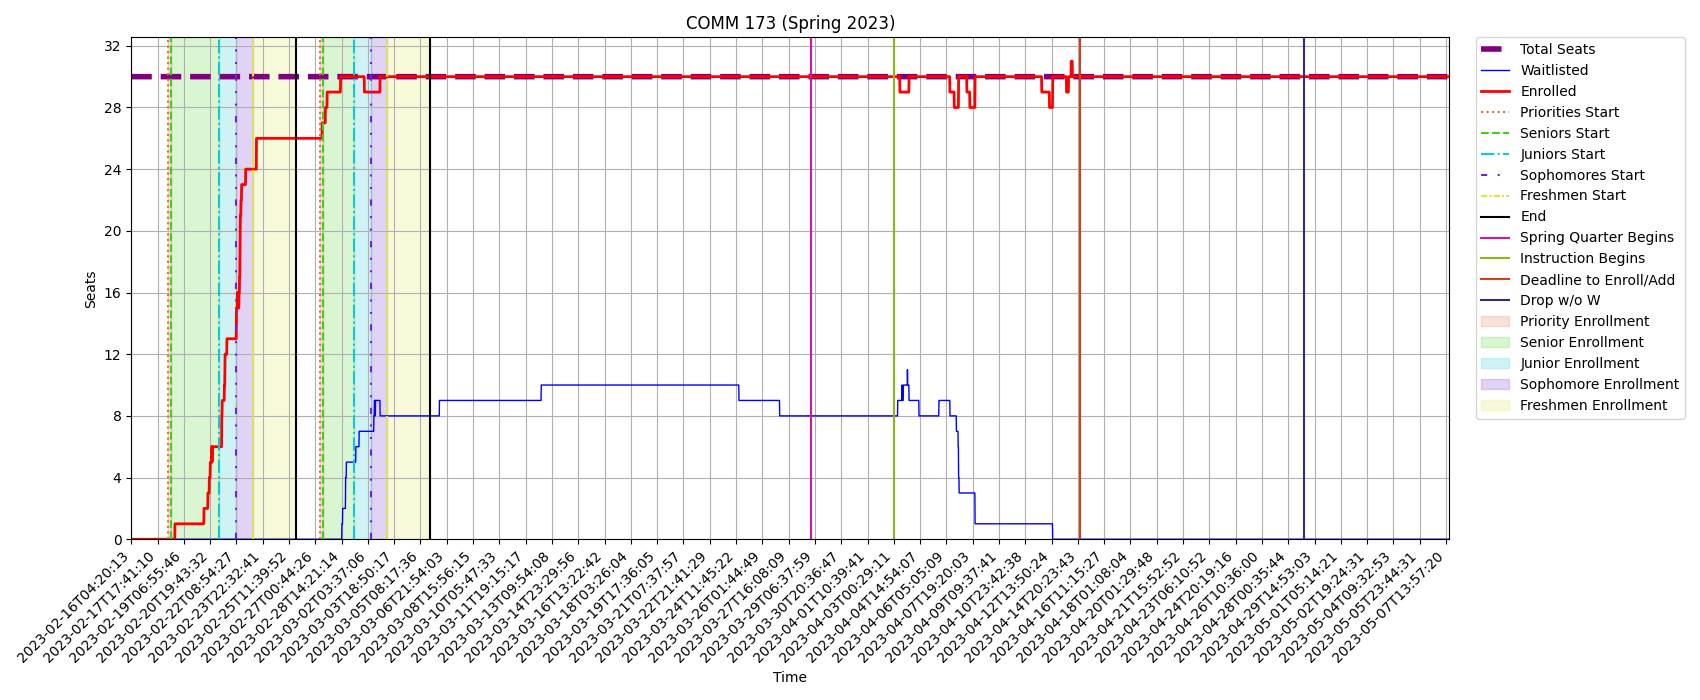 COMM 173 (Spring 2023)
Seats
32
28
24
20
16
12
8
4
0
2023-02-16T04:20:13
2023-02-17T17:41:10
2023-02-19T06:55:46
2023-02-20T19:43:32
2023-02-22T08:54:27
2023-02-23T22:32:41
2023-02-25T11:39:52
2023-02-27T00:44:26
2023-02-28T14:21:14
2023-03-02T03:37:06
2023-03-03T18:50:17
2023-03-05T08:17:36
2023-03-06T21:54:03
2023-03-08T15:56:15
2023-03-10T05:47:33
2023-03-11T19:15:17
2023-03-13T09:54:08
2023-03-14T23:29:56
2023-03-16T13:22:42
2023-03-18T03:26:04
2023-03-19T17:36:05
2023-03-21T07:37:57
2023-03-22T21:41:29
2023-03-24T11:45:22
2023-03-26T01:44:49
2023-03-27T16:08:09
2023-03-29T06:37:59
2023-03-30T20:36:47
2023-04-01T10:39:41
2023-04-03T00:29:11
2023-04-04T14:54:07
2023-04-06T05:05:09
2023-04-07T19:20:03
2023-04-09T09:37:41
2023-04-10T23:42:38
2023-04-12T13:50:24
2023-04-14T20:23:43
2023-04-16T11:15:27
2023-04-18T01:08:04
2023-04-20T01:29:48
2023-04-21T15:52:52
2023-04-23T06:10:52
2023-04-24T20:19:16
2023-04-26T10:36:00
2023-04-28T00:35:44
2023-04-29T14:53:03
2023-05-01T05:14:21
2023-05-02T19:24:31
2023-05-04T09:32:53
2023-05-05T23:44:31
2023-05-07T13:57:20
Time
Total Seats
Waitlisted
Enrolled
Priorities Start
Seniors Start
Juniors Start
Sophomores Start
Freshmen Start
End
Spring Quarter Begins
Instruction Begins
Deadline to Enroll/Add
Drop w/o W
Priority Enrollment
Senior Enrollment
Junior Enrollment
Sophomore Enrollment
Freshmen Enrollment